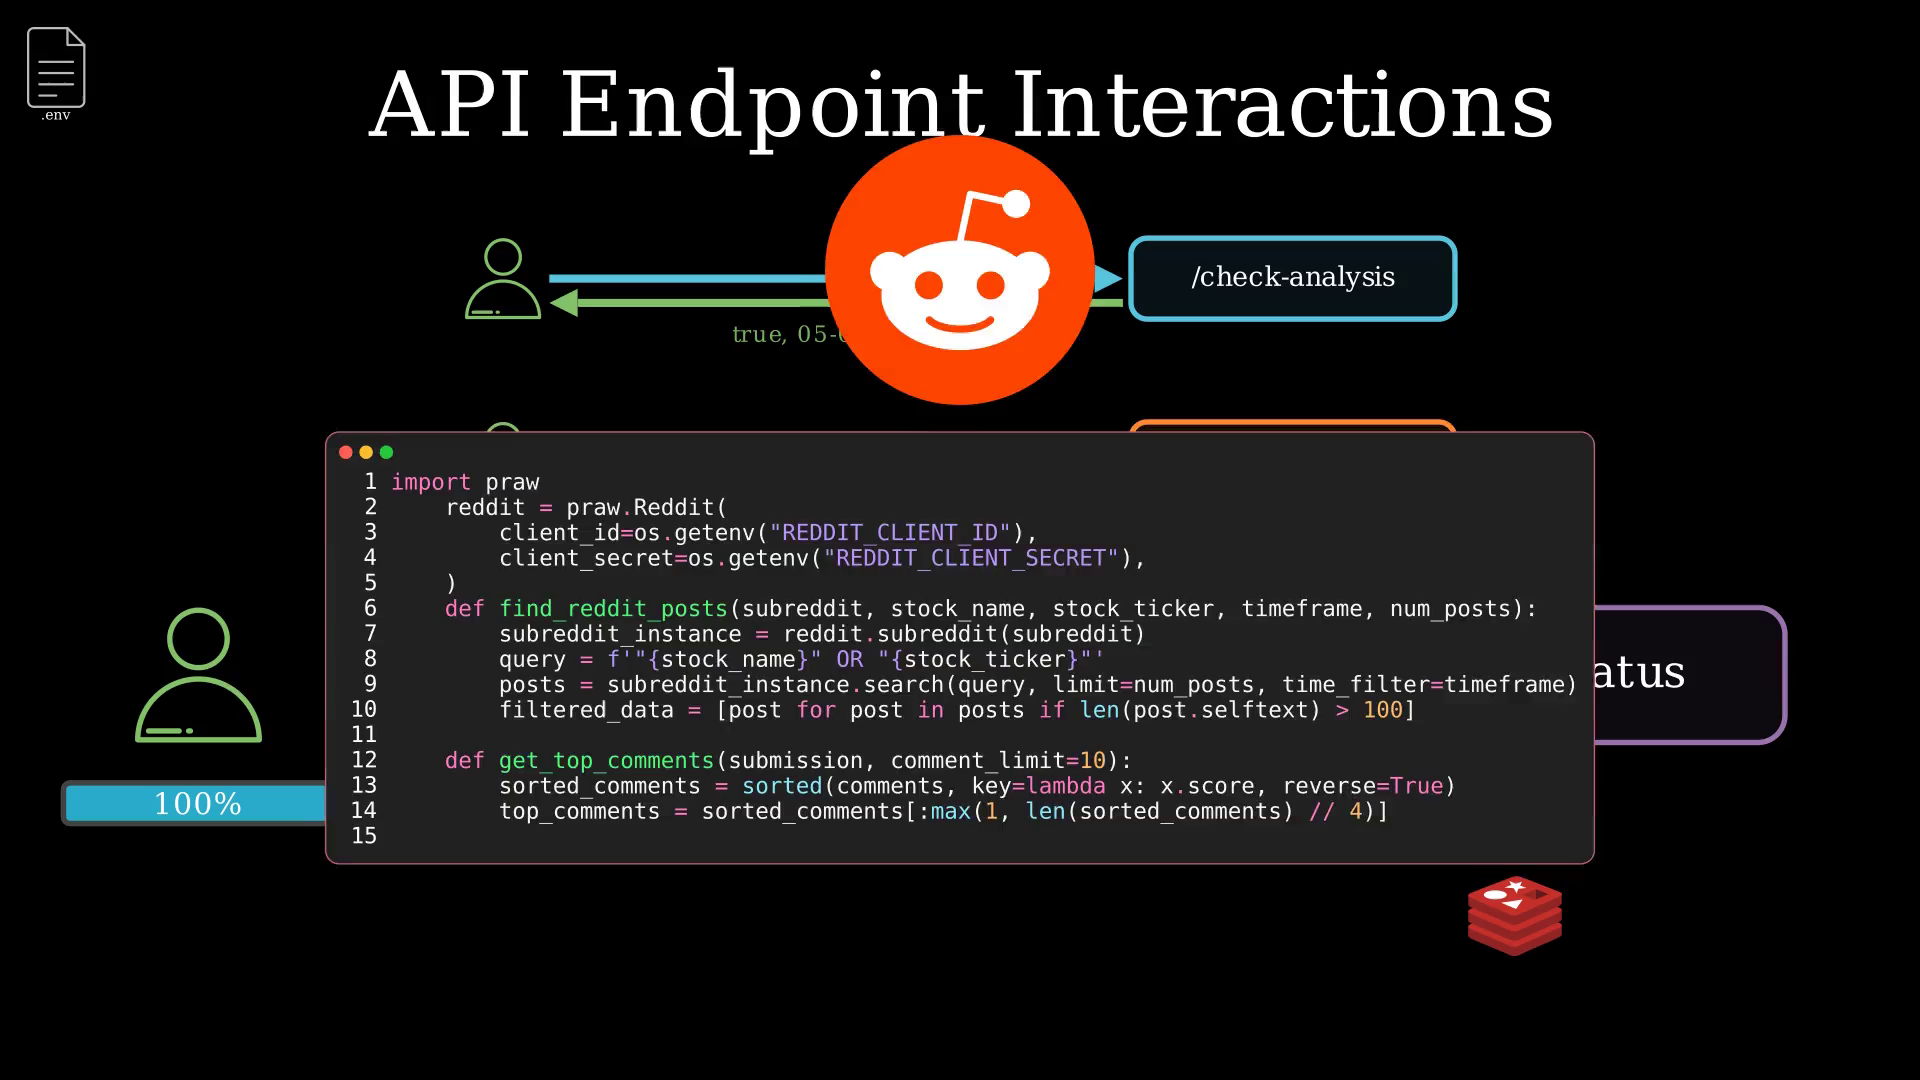 .env
API Endpoint Interactions
/check-analysis
true, 05-
1 import praw
2     reddit = praw.Reddit(
3         client_id=os.getenv("REDDIT_CLIENT_ID"),
4         client_secret=os.getenv("REDDIT_CLIENT_SECRET"),
5     )
6     def find_reddit_posts(subreddit, stock_name, stock_ticker, timeframe, num_posts):
7         subreddit_instance = reddit.subreddit(subreddit)
8         query = f'"{stock_name}" OR "{stock_ticker}"'
9         posts = subreddit_instance.search(query, limit=num_posts, time_filter=timeframe)
10         filtered_data = [post for post in posts if len(post.selftext) > 100]
11
12     def get_top_comments(submission, comment_limit=10):
13         sorted_comments = sorted(comments, key=lambda x: x.score, reverse=True)
14         top_comments = sorted_comments[:max(1, len(sorted_comments) // 4)]
15
atus
100%